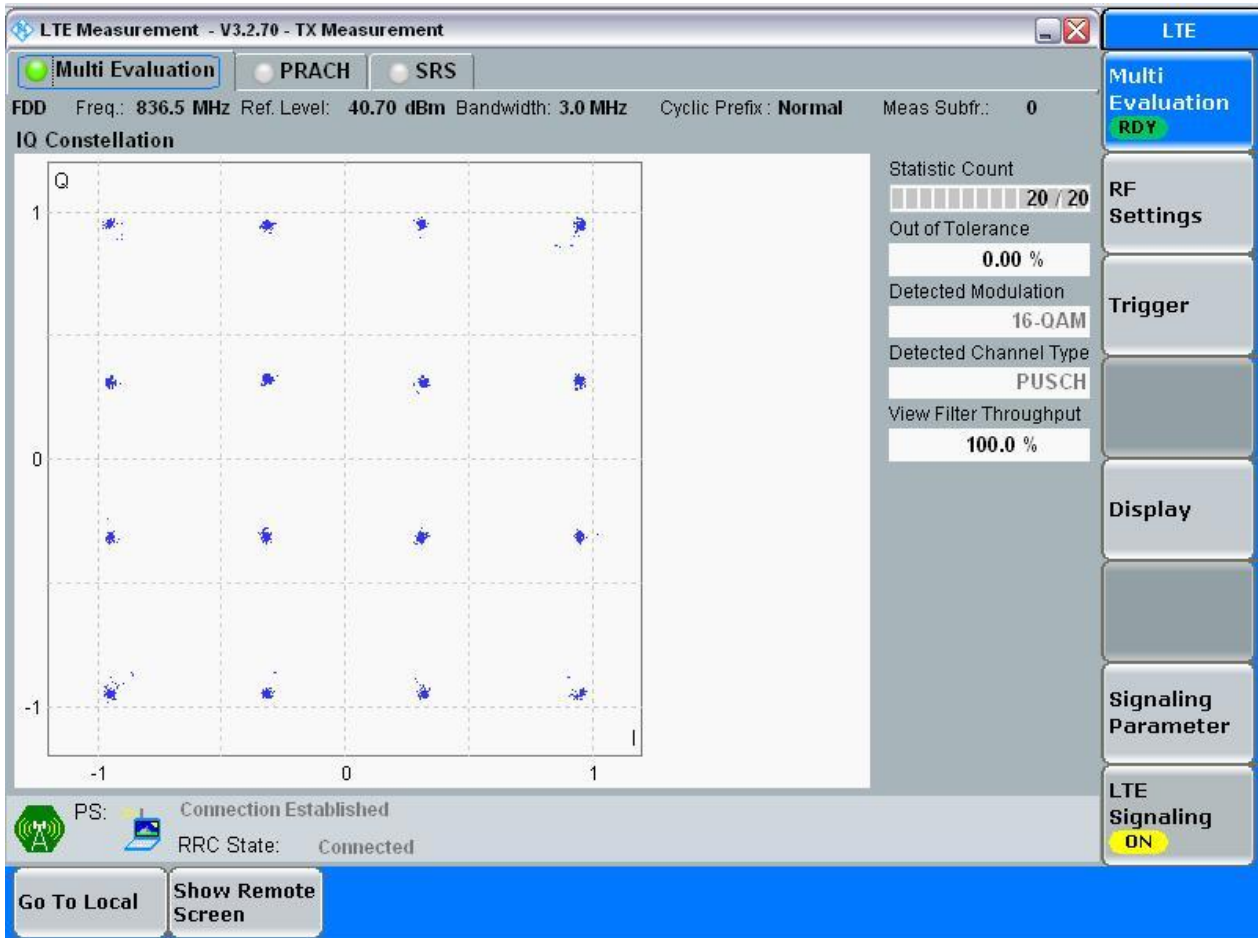 LTE Measurement - V3.2.70 - TX Measurement
LTE
Multi Evaluation PRACH SRS
FDD Freq.: 836.5 MHz Ref. Level: 40.70 dBm Bandwidth: 3.0 MHz Cyclic Prefix : Normal Meas Subfr.: 0
IQ Constellation
Q
1
0
-1
I
-1 0 1
Statistic Count
20 / 20
Out of Tolerance
0.00 %
Detected Modulation
16-QAM
Detected Channel Type
PUSCH
View Filter Throughput
100.0 %
Multi
Evaluation
RDY
RF
Settings
Trigger
Display
Signaling
Parameter
LTE
Signaling
ON
PS: Connection Established
RRC State: Connected
Go To Local
Show Remote
Screen